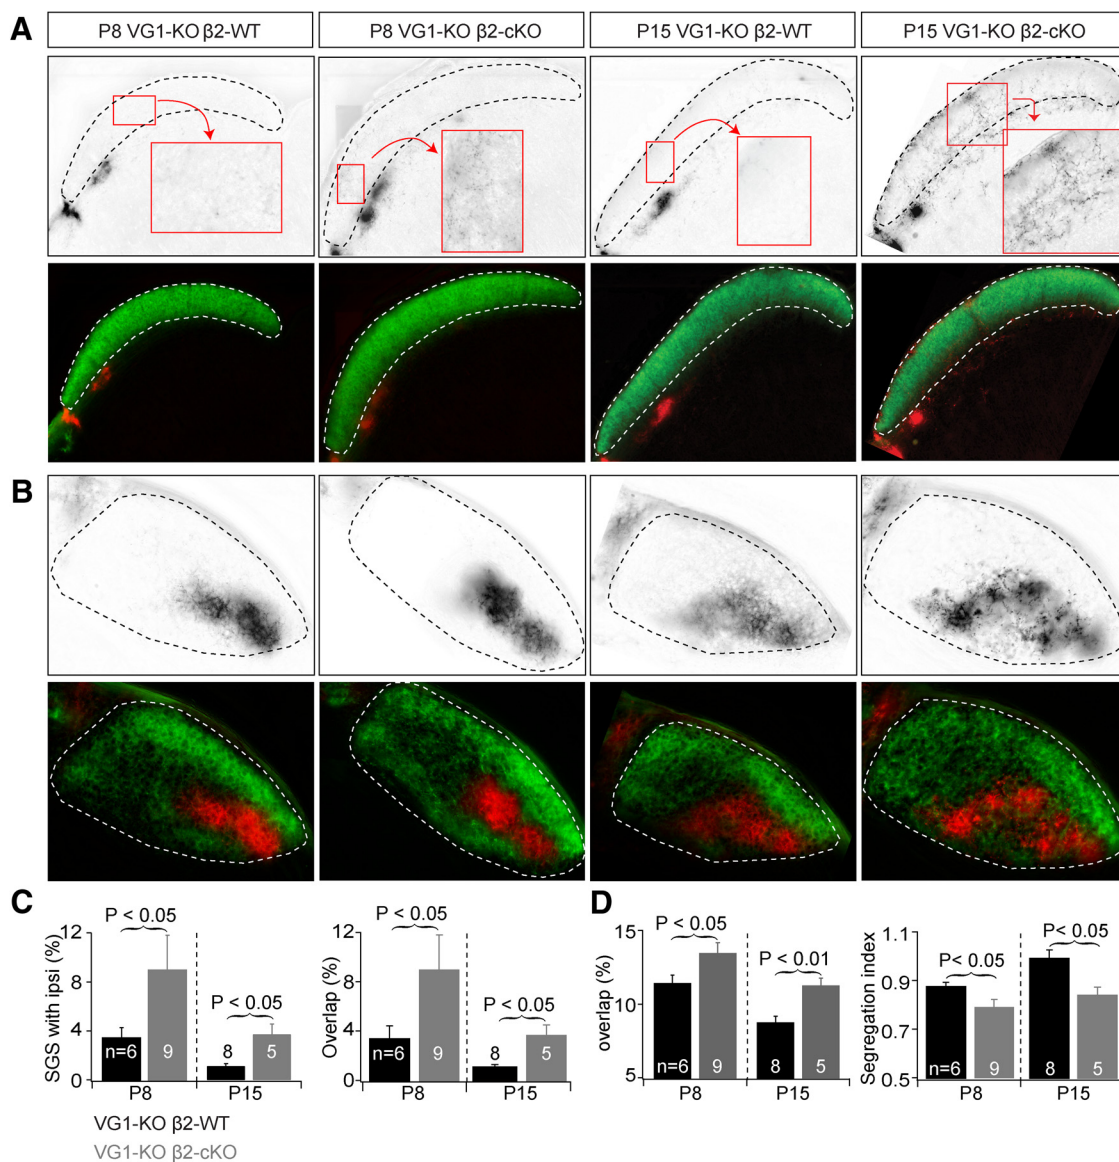 A
P8 VG1-KO β2-WT
P8 VG1-KO β2-cKO
P15 VG1-KO β2-WT
P15 VG1-KO β2-cKO
B
C
SGS with ipsi (%)
12
8
4
0
P < 0.05
P < 0.05
n=6
9
8
5
P8
P15
Overlap (%)
12
8
4
0
P < 0.05
P < 0.05
n=6
9
8
5
P8
P15
VG1-KO β2-WT
VG1-KO β2-cKO
D
overlap (%)
15
10
5
P < 0.05
P < 0.01
n=6
9
8
5
P8
P15
Segregation index
1.1
0.9
0.7
0.5
P< 0.05
P < 0.05
n=6
9
8
5
P8
P15